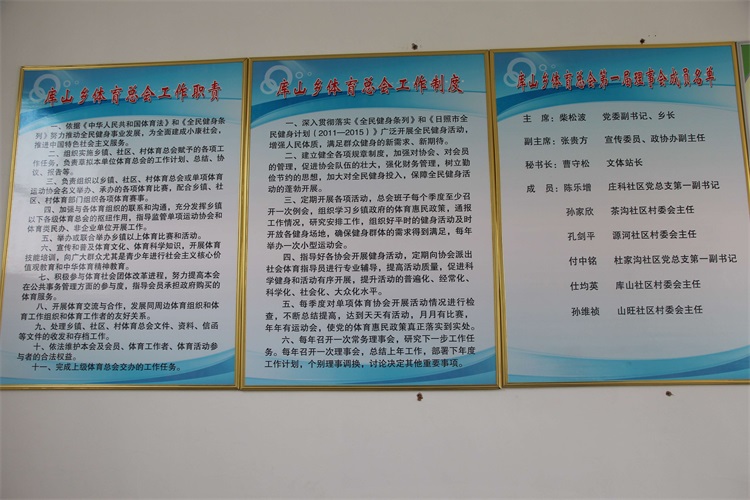 库山乡体育总会工作职责
一、依据《中华人民共和国体育法》和《全民健身条
例》努力推动全民健身事业发展，为全面建成小康社会，
推进中国特色社会主义服务。
二、组织实施乡镇、社区、村体育总会赋予的各项工
作任务，负责草拟本单位体育总会的工作计划、总结、协
议、报告等。
三、负责组织以乡镇、社区、村体育总会或单项体育
运动协会名义举办、承办的各项体育比赛，配合乡镇、社
区、村体育部门组织各项体育赛事。
四、加强与各体育组织的联系和沟通，充分发挥乡镇
以下各级体育总会的枢纽作用，指导监管单项运动协会和
体育类民办、非企业单位开展工作。
五、举办或联合举办乡镇以上体育比赛和活动。
六、宣传和普及体育文化、体育科学知识，开展体育
技能培训，向广大群众尤其是青少年进行社会主义核心价
值观教育和中华体育精神教育。
七、积极参与体育社会团体改革进程，努力提高本会
在公共事务管理方面的参与度，指导会员承担政府购买的
体育服务。
八、开展体育交流与合作，发展同周边体育组织和体
育工作组织和体育工作者的友好关系。
九、处理乡镇、社区、村体育总会文件、资料、信函
等文件的收发和存档工作。
十、依法维护本会及会员、体育工作者、体育活动参
与者的合法权益。
十一、完成上级体育总会交办的工作任务。
库山乡体育总会工作制度
一、深入贯彻落实《全民健身条列》和《日照市全民
全民健身计划（2011—2015）》广泛开展全民健身活动，
增强人民体质，满足群众健身的新需求、新期待。
二、建立健全各项规章制度，加强对协会、对会员
的管理，促进协会队伍的壮大，强化财务管理，树立勤
俭节约的思想，加大对全民健身投入，保障全民健身活动
的蓬勃开展。
三、定期开展各项活动，总会班子每个季度至少召
开一次例会，组织学习乡镇政府的体育惠民政策，通报
工作情况，研究安排工作，组织好平时的健身活动及时
开放各健身场地，确保健身群体的需求得到满足，每年
举办一次小型运动会。
四、指导好各协会开展健身活动，定期向协会派出
社会体育指导员进行专业辅导，提高活动质量，促进科
学健身和活动有序开展，提升活动的普遍化、经常化、
科学化、社会化、大众化水平。
五、每季度对单项体育协会开展活动情况进行检
查，不断总结提高，达到天天有活动，月月有比赛，
年年有运动会，使党的体育惠民政策真正落实到实处。
六、每年召开一次常务理事会，研究下一步工作任
务。每年召开一次理事会，总结上年工作，部署下年度
工作计划，个别理事调换，讨论决定其他重要事项。
库山乡体育总会第一届理事会成员名单
主 席：柴松波 党委副书记、乡长
副主席：张贵方 宣传委员、政协办副主任
秘书长：曹守松 文体站长
成 员：陈乐增 庄科社区党总支第一副书记
孙家欣 茶沟社区村委会主任
孔剑平 源河社区村委会主任
付中铭 杜家沟社区党总支第一副书记
仕均英 库山社区村委会主任
孙维祯 山旺社区村委会主任